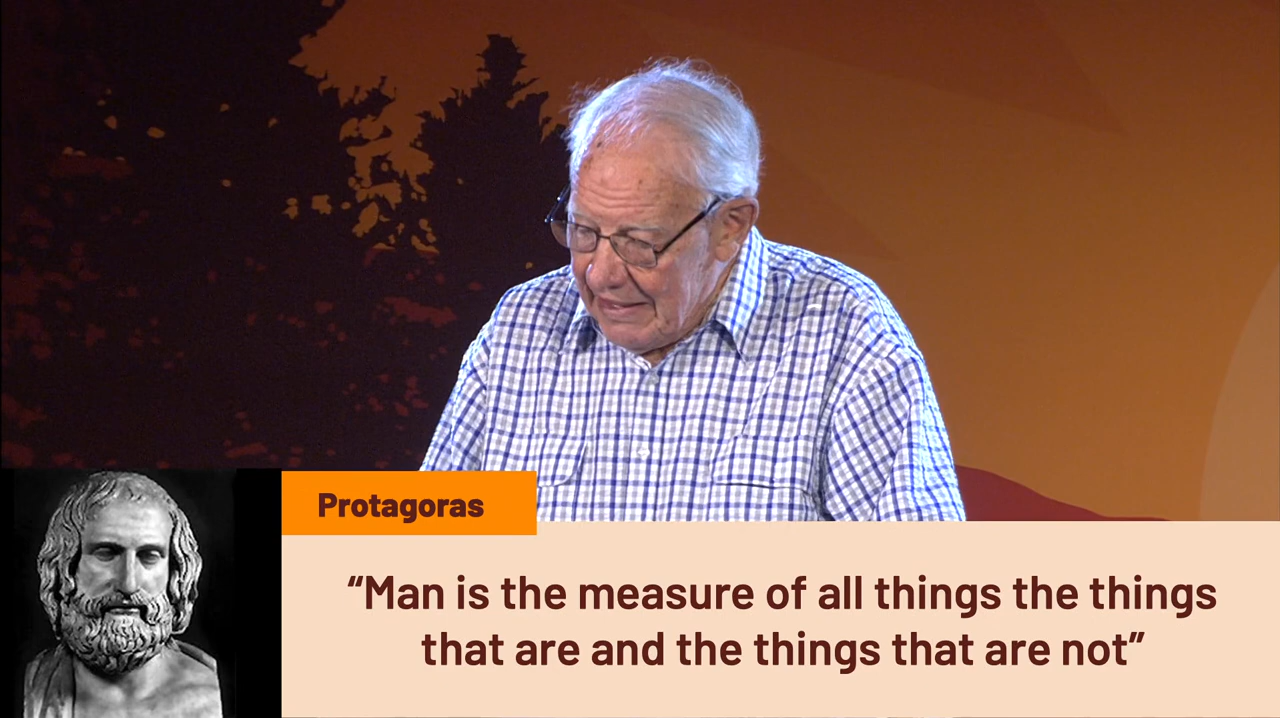 Protagoras
“Man is the measure of all things the things
that are and the things that are not”